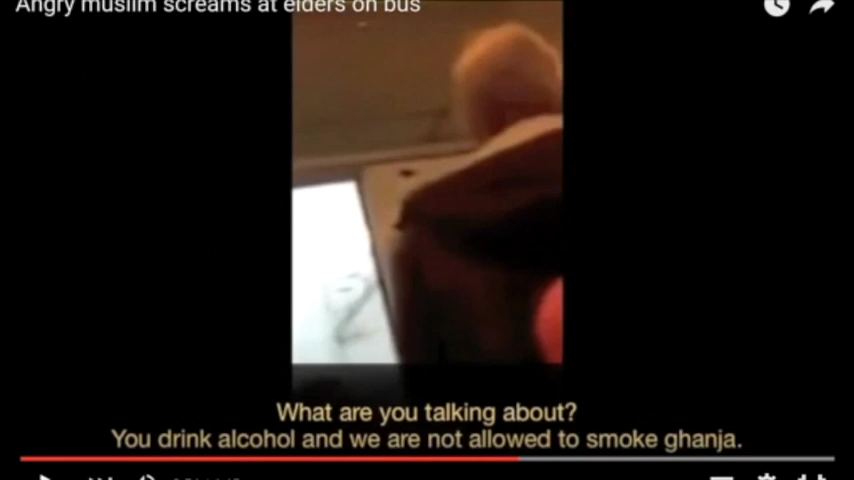 Angry muslim screams at elders on bus
What are you talking about?
You drink alcohol and we are not allowed to smoke ghanja.